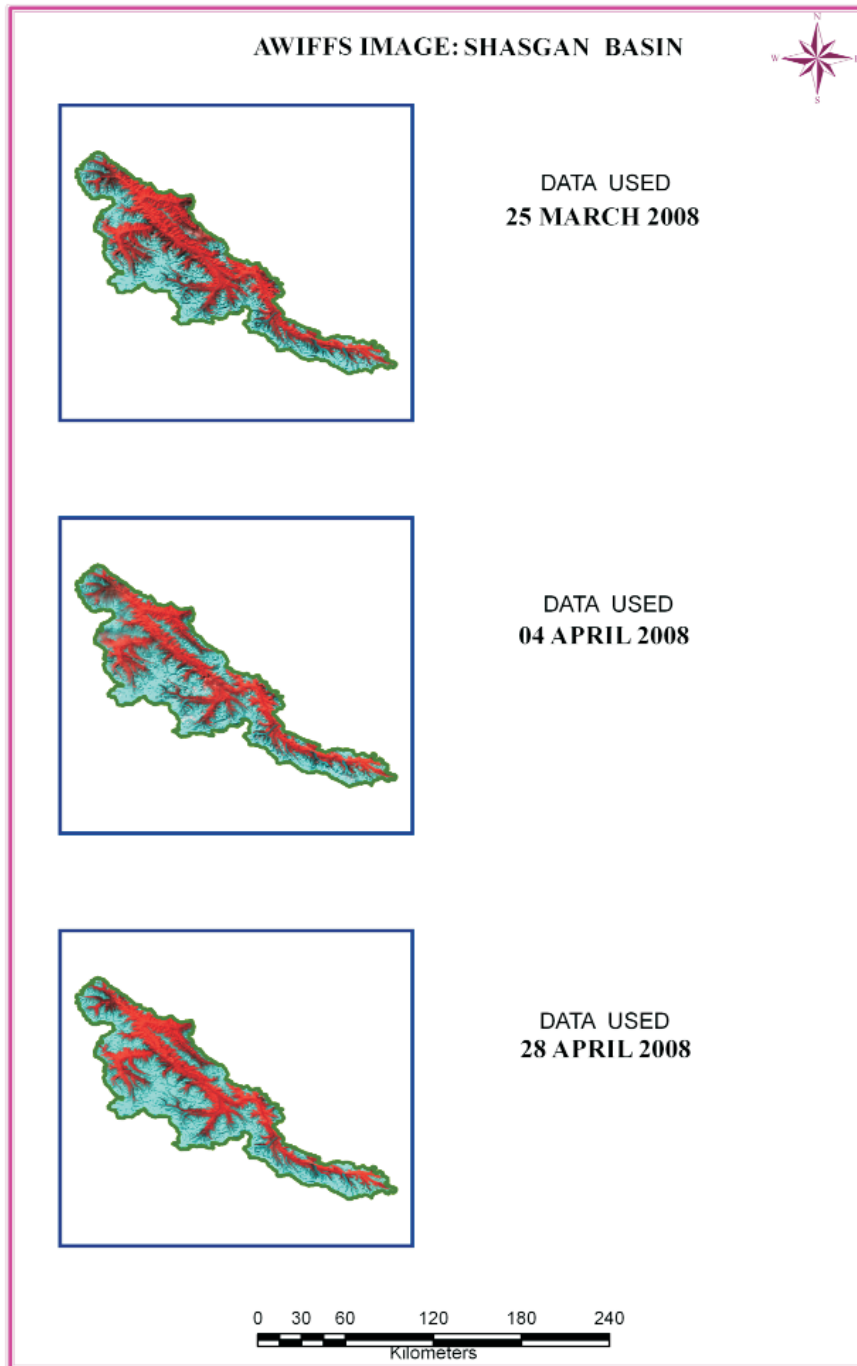 AWIFFS IMAGE: SHASGAN BASIN
N
W
E
S
DATA USED
25 MARCH 2008
DATA USED
04 APRIL 2008
DATA USED
28 APRIL 2008
0 30 60 120 180 240
Kilometers